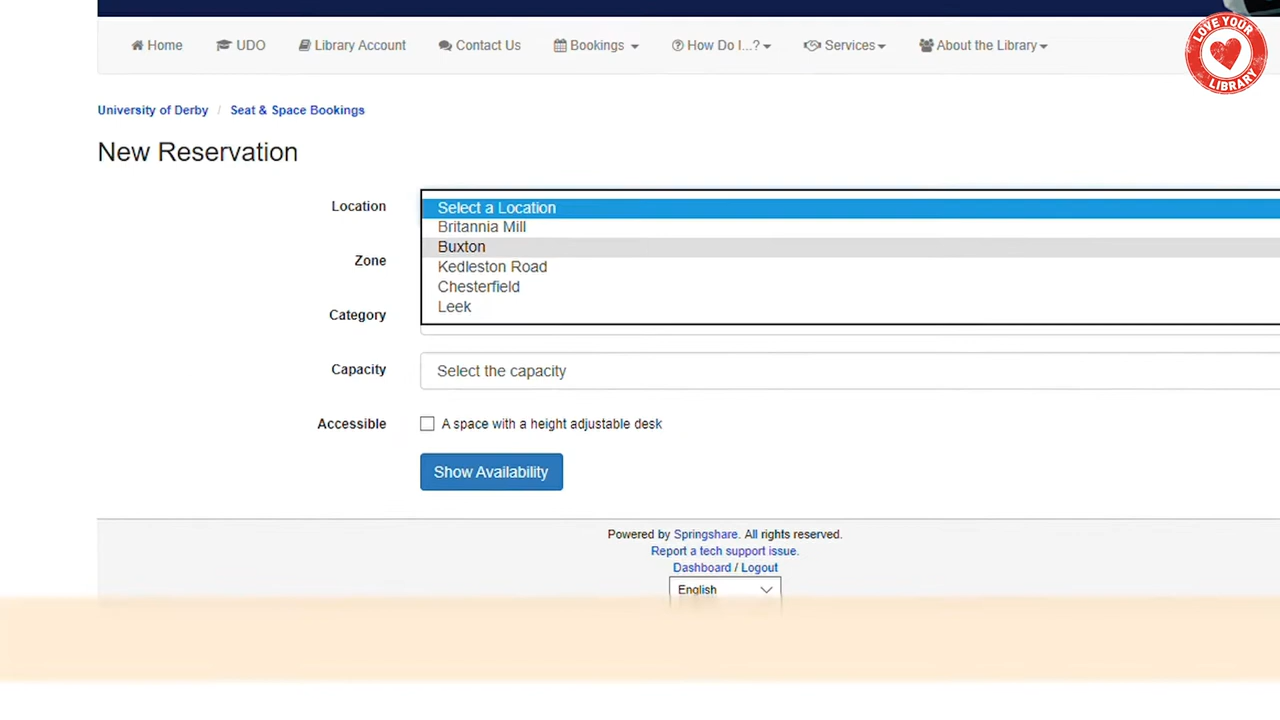 Home UDO Library Account Contact Us Bookings How Do I...? Services About the Library
LOVE YOUR
LIBRARY
University of Derby / Seat & Space Bookings
New Reservation
Location
Select a Location
Britannia Mill
Buxton
Kedleston Road
Chesterfield
Leek
Zone
Category
Capacity Select the capacity
Accessible A space with a height adjustable desk
Show Availability
Powered by Springshare. All rights reserved.
Report a tech support issue.
Dashboard / Logout
English